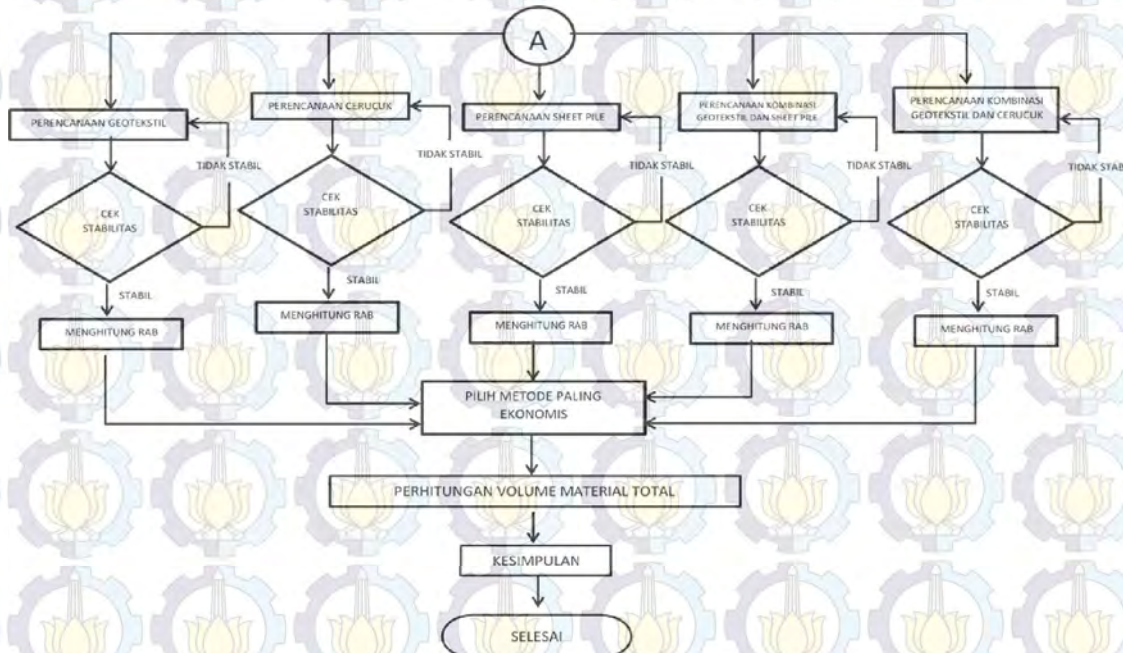 A
PERENCANAAN GEOTEKSTIL
PERENCANAAN CERUCUK
PERENCANAAN SHEET PILE
PERENCANAAN KOMBINASI
GEOTEKSTIL DAN SHEET PILE
PERENCANAAN KOMBINASI
GEOTEKSTIL DAN CERUCUK
TIDAK STABIL
TIDAK STABIL
TIDAK STABIL
TIDAK STABIL
TIDAK STAB
CEK
STABILITAS
CEK
STABILITAS
CEK
STABILITAS
CEK
STABILITAS
CEK
STABILITAS
STABIL
STABIL
STABIL
STABIL
STABIL
MENGHITUNG RAB
MENGHITUNG RAB
MENGHITUNG RAB
MENGHITUNG RAB
MENGHITUNG RAB
PILIH METODE PALING
EKONOMIS
PERHITUNGAN VOLUME MATERIAL TOTAL
KESIMPULAN
SELESAI